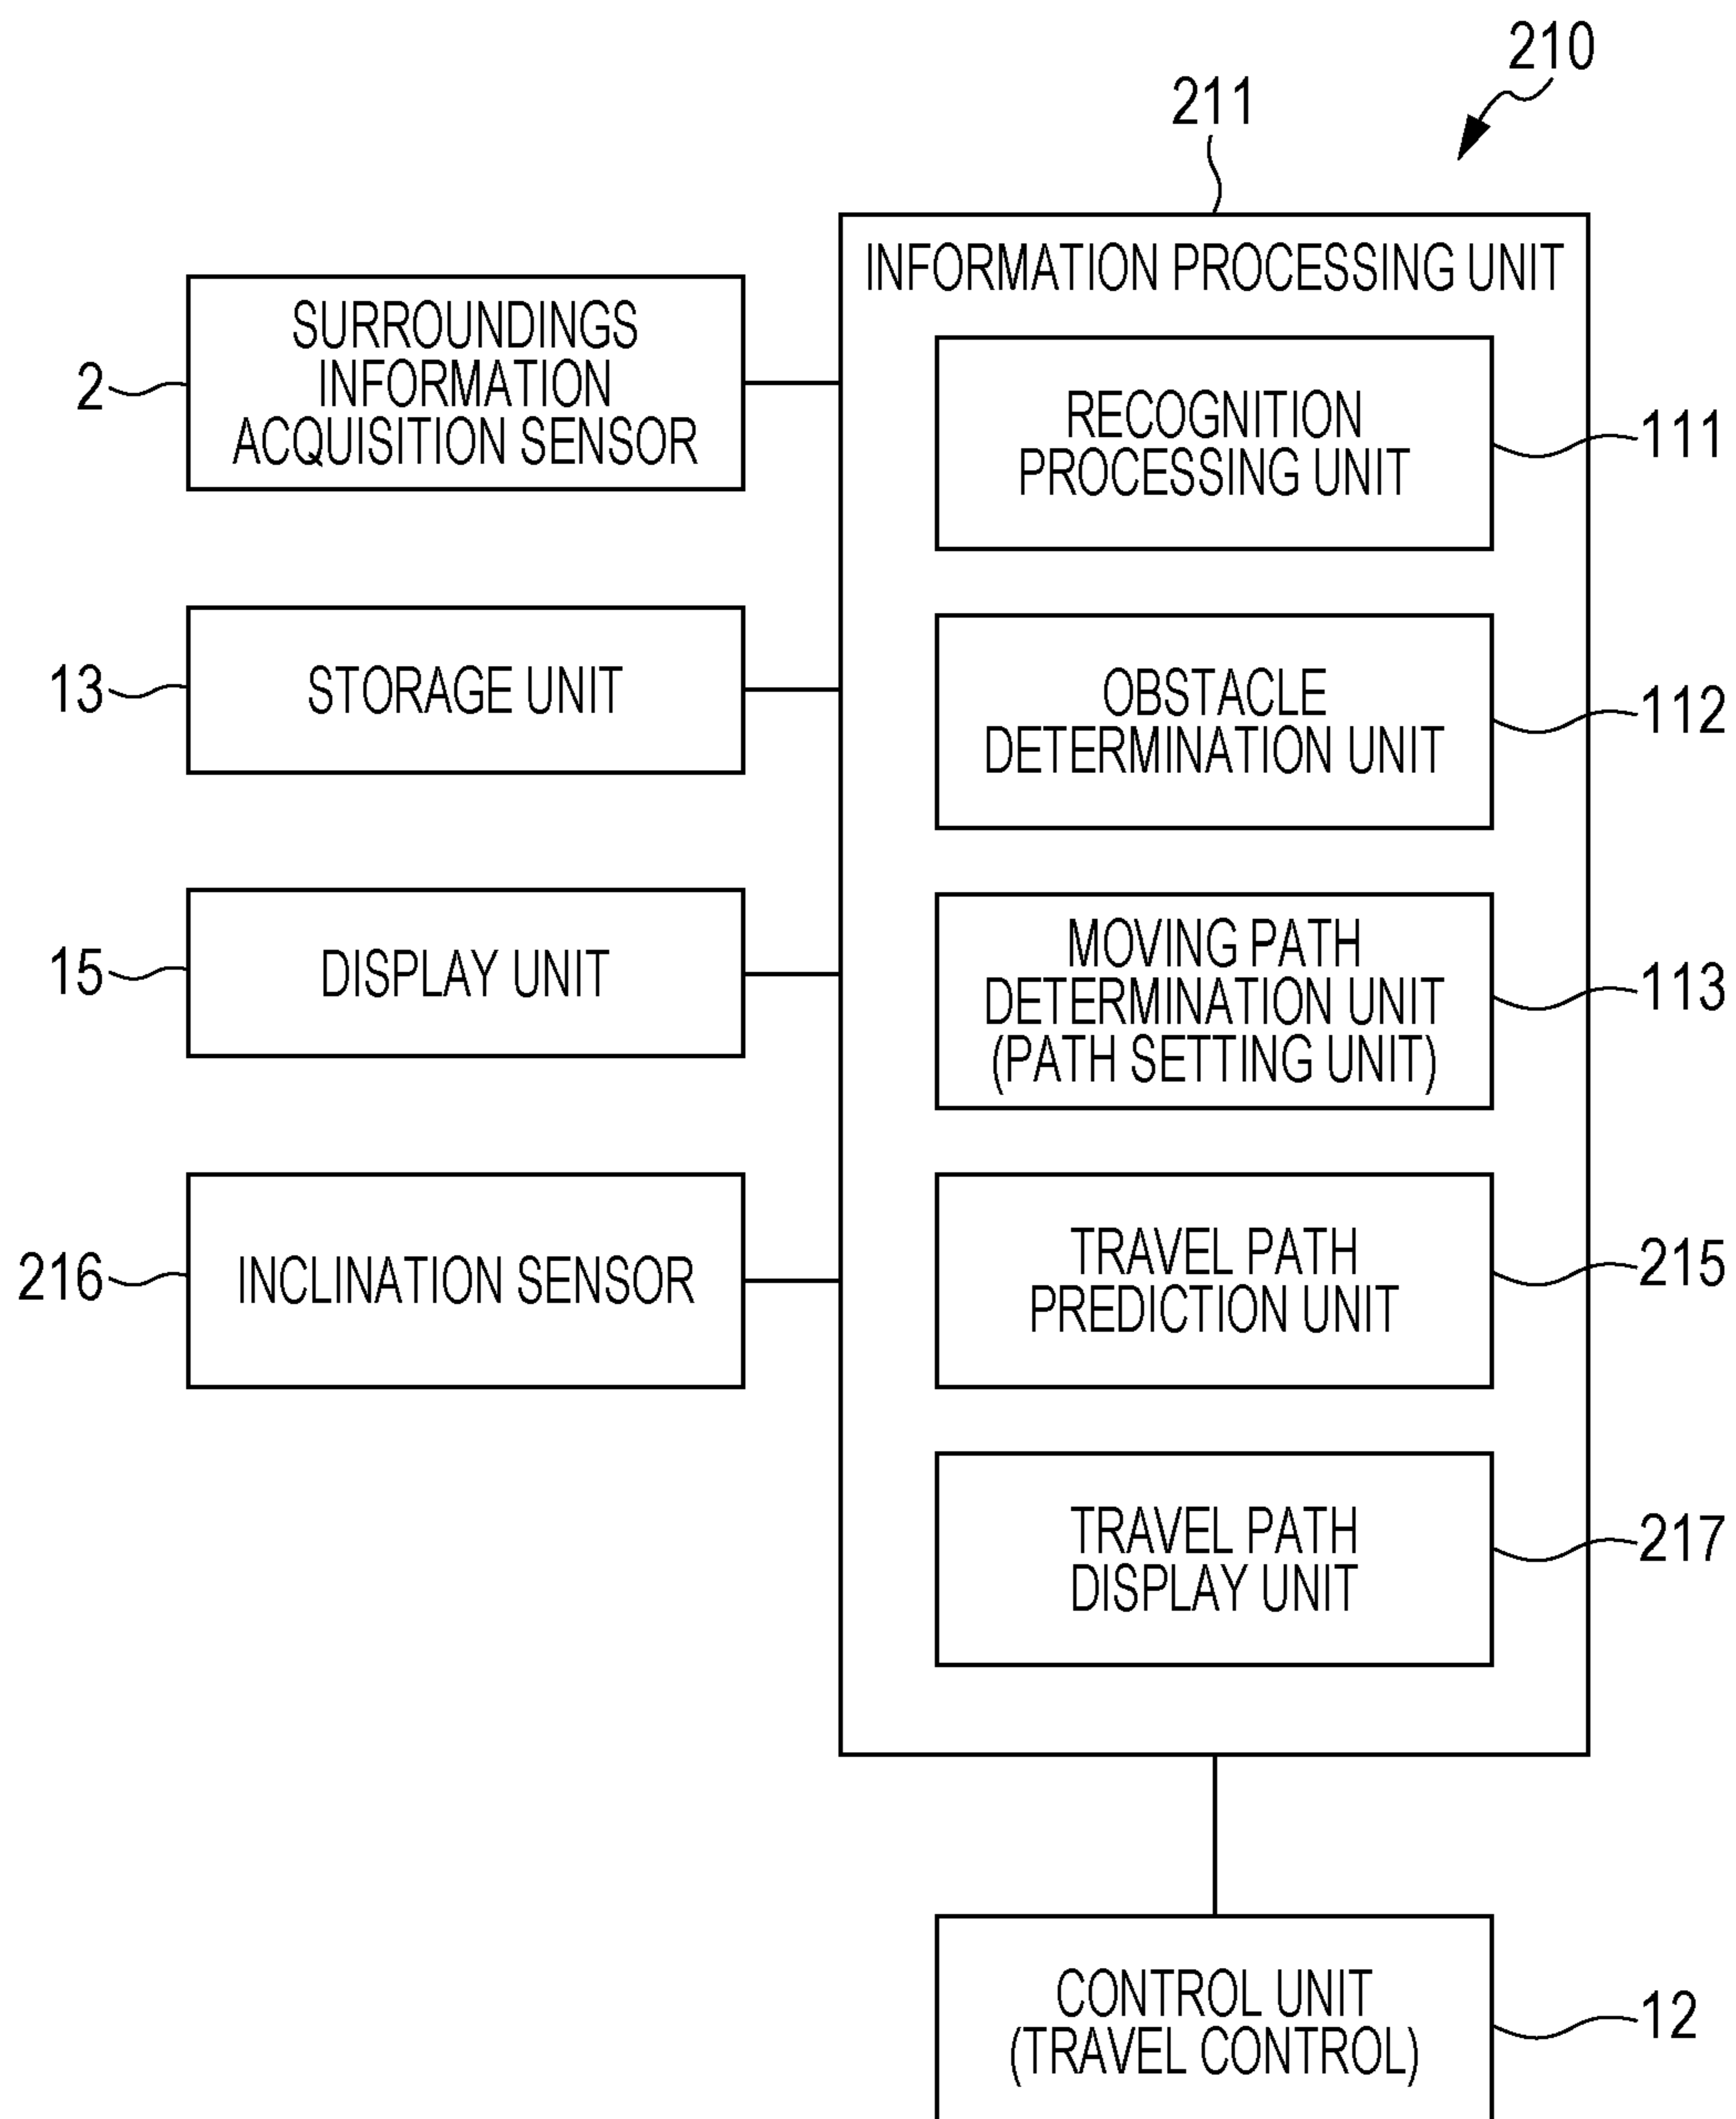 210
211
INFORMATION PROCESSING UNIT
2
SURROUNDINGS
INFORMATION
ACQUISITION SENSOR
RECOGNITION
PROCESSING UNIT
111
13
STORAGE UNIT
OBSTACLE
DETERMINATION UNIT
112
15
DISPLAY UNIT
MOVING PATH
DETERMINATION UNIT
(PATH SETTING UNIT)
113
216
INCLINATION SENSOR
TRAVEL PATH
PREDICTION UNIT
215
TRAVEL PATH
DISPLAY UNIT
217
CONTROL UNIT
(TRAVEL CONTROL)
12